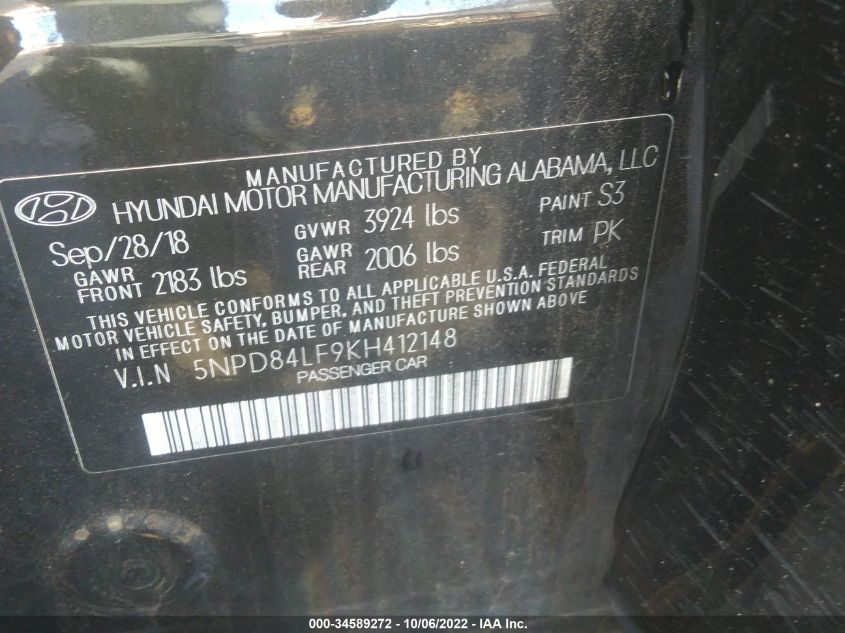 MANUFACTURED BY
HYUNDAI MOTOR MANUFACTURING ALABAMA, LLC
Sep/28/18 GVWR 3924 lbs PAINT S3
GAWR FRONT 2183 lbs GAWR REAR 2006 lbs TRIM PK
THIS VEHICLE CONFORMS TO ALL APPLICABLE U.S.A. FEDERAL
MOTOR VEHICLE SAFETY, BUMPER, AND THEFT PREVENTION STANDARDS
IN EFFECT ON THE DATE OF MANUFACTURE SHOWN ABOVE
V.I.N 5NPD84LF9KH412148
PASSENGER CAR
000-34589272 - 10/06/2022 - IAA Inc.